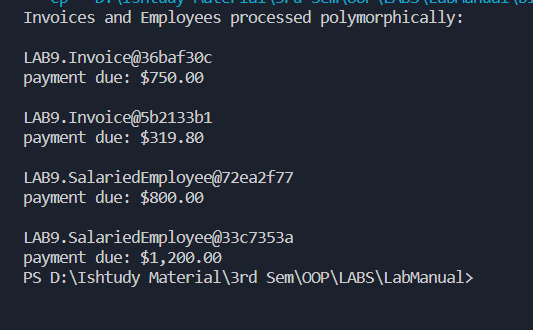 Invoices and Employees processed polymorphically:
LAB9.Invoice@36baf30c
payment due: $750.00
LAB9.Invoice@5b2133b1
payment due: $319.80
LAB9.SalariedEmployee@72ea2f77
payment due: $800.00
LAB9.SalariedEmployee@33c7353a
payment due: $1,200.00
PS D:\Ishtudy Material\3rd Sem\OOP\LABS\LabManual>